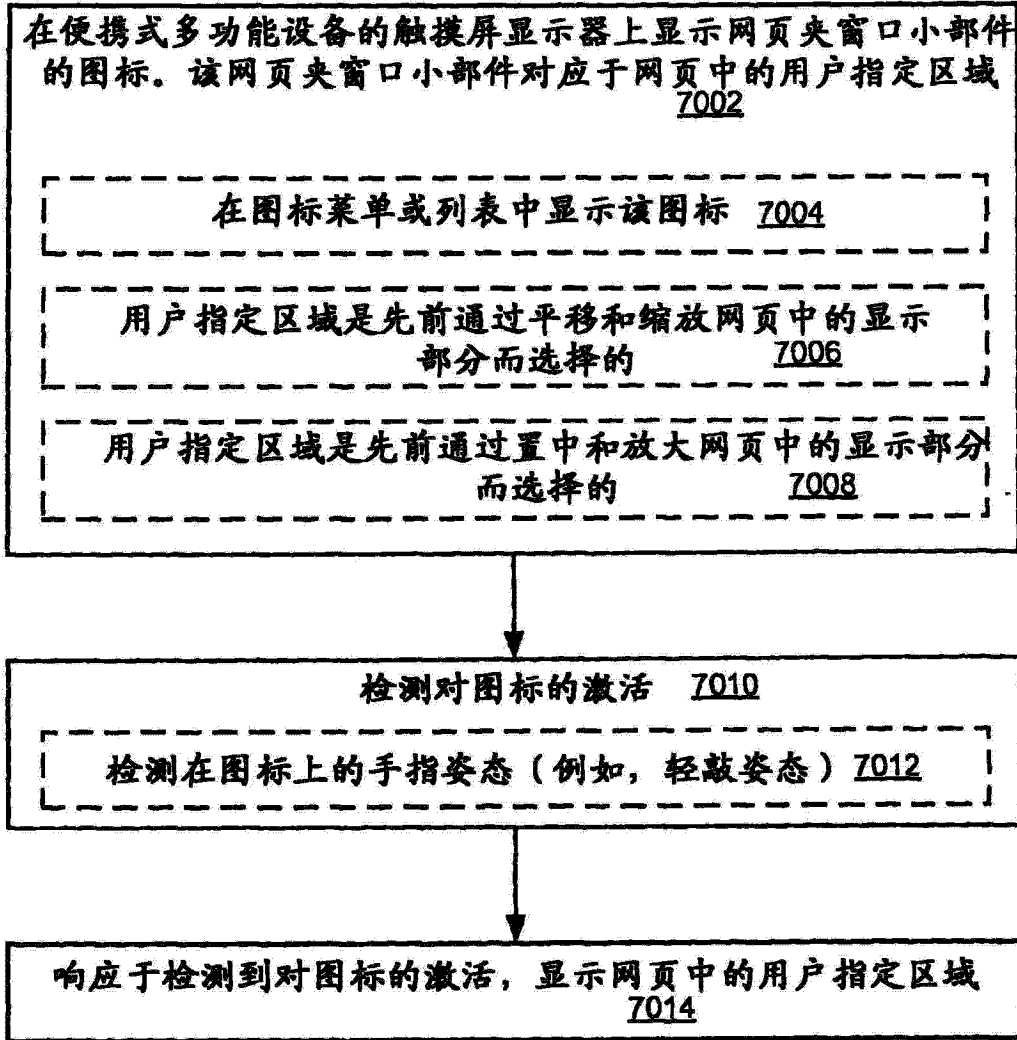 在便携式多功能设备的触摸屏显示器上显示网页夹窗口小部件
的图标。该网页夹窗口小部件对应于网页中的用户指定区域
7002
在图标菜单或列表中显示该图标 7004
用户指定区域是先前通过平移和缩放网页中的显示
部分而选择的 7006
用户指定区域是先前通过置中和放大网页中的显示部分
而选择的 7008
检测对图标的激活 7010
检测在图标上的手指姿态（例如，轻敲姿态）7012
响应于检测到对图标的激活，显示网页中的用户指定区域
7014